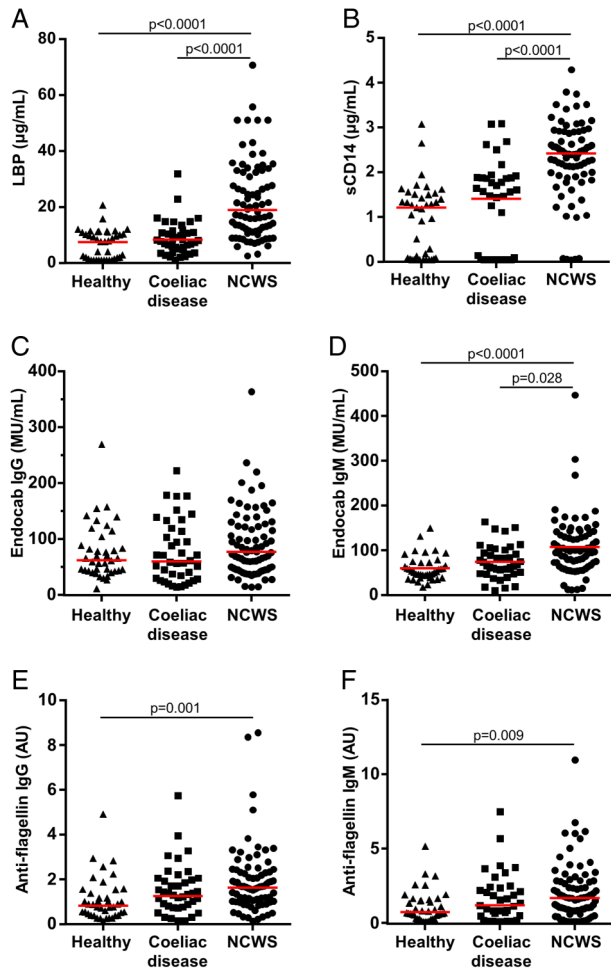 A
p<0.0001
p<0.0001
LBP (µg/mL)
80
60
40
20
0
Healthy
Coeliac
disease
NCWS
B
p<0.0001
p<0.0001
sCD14 (µg/mL)
5
4
3
2
1
0
Healthy
Coeliac
disease
NCWS
C
Endocab IgG (MU/mL)
400
300
200
100
0
Healthy
Coeliac
disease
NCWS
D
p<0.0001
p=0.028
Endocab IgM (MU/mL)
500
400
300
200
100
0
Healthy
Coeliac
disease
NCWS
E
p=0.001
Anti-flagellin IgG (AU)
10
8
6
4
2
0
Healthy
Coeliac
disease
NCWS
F
p=0.009
Anti-flagellin IgM (AU)
15
10
5
0
Healthy
Coeliac
disease
NCWS